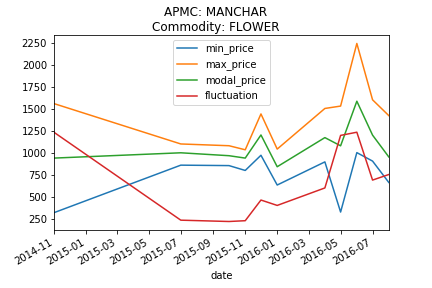 APMC: MANCHAR
Commodity: FLOWER
min_price
max_price
modal_price
fluctuation
2250
2000
1750
1500
1250
1000
750
500
250
2014-11
2015-01
2015-03
2015-05
2015-07
2015-09
2015-11
2016-01
2016-03
2016-05
2016-07
date